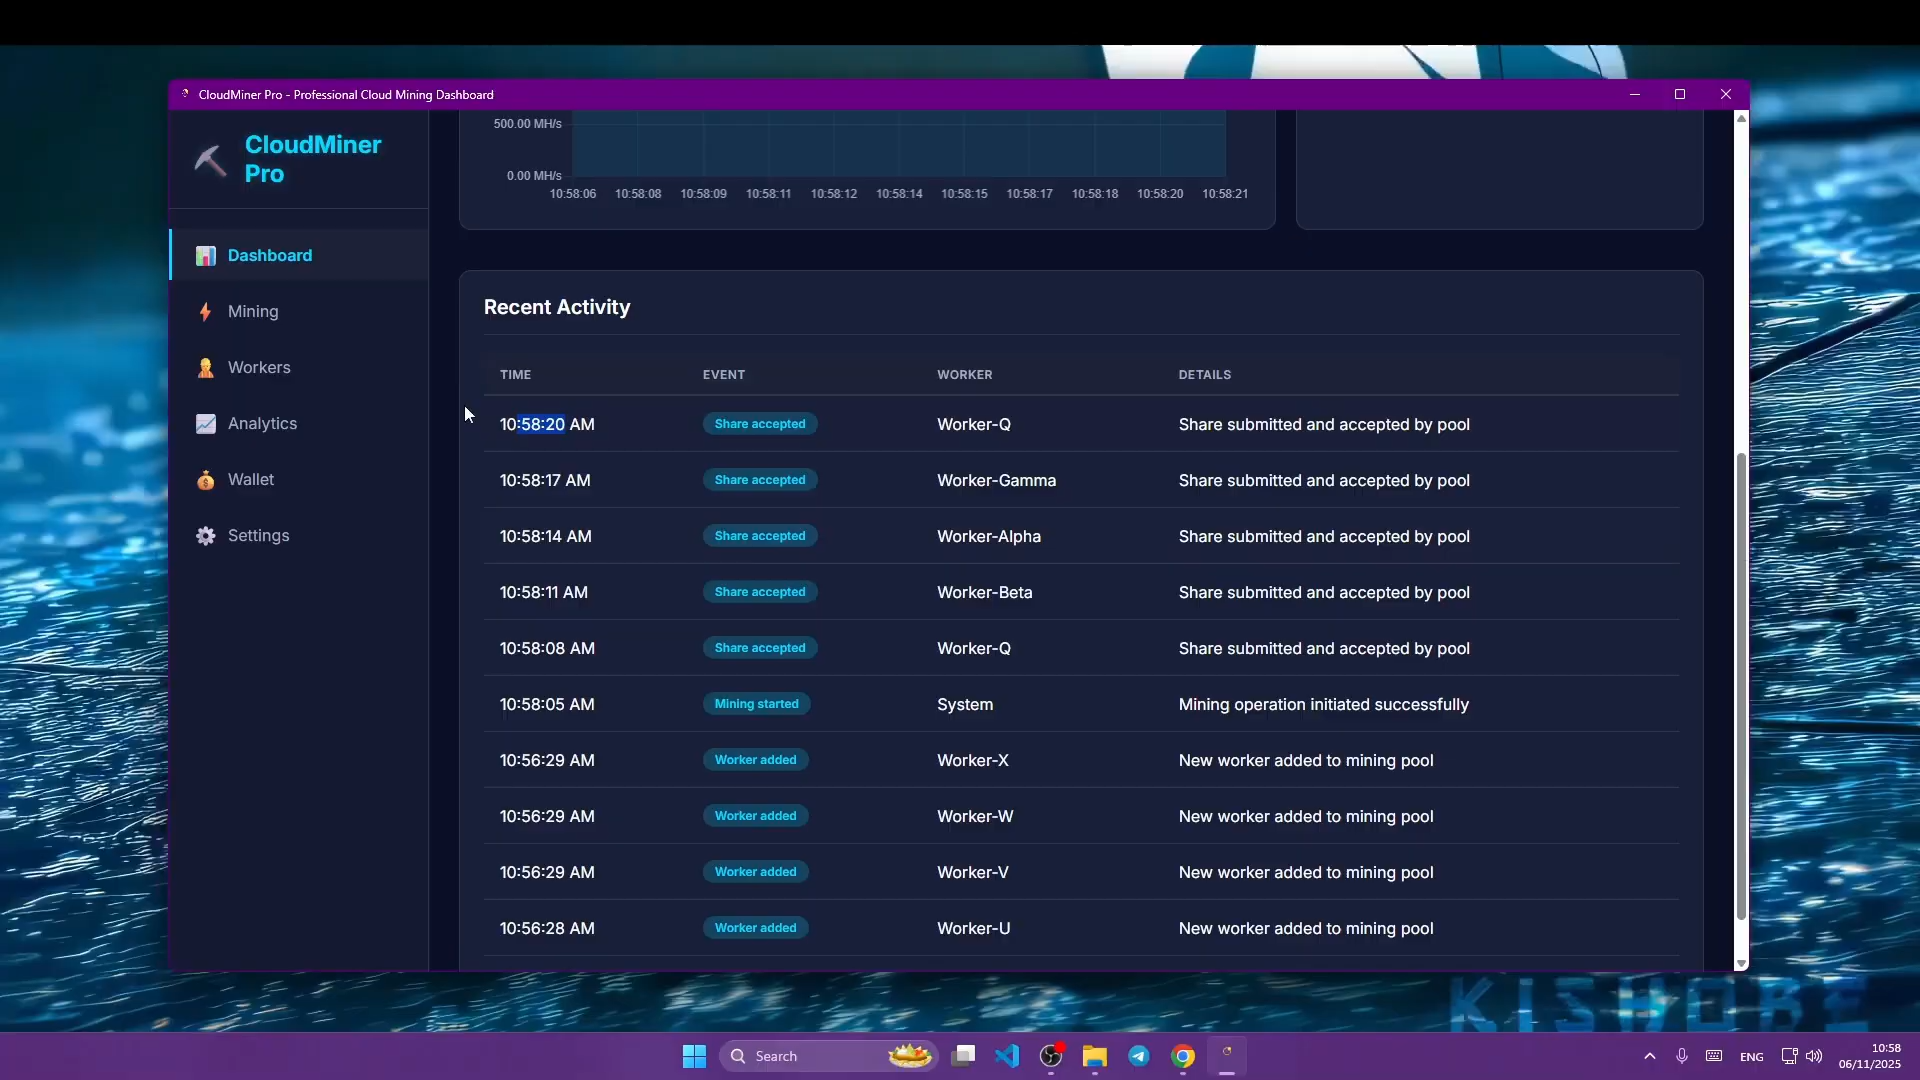 CloudMiner Pro - Professional Cloud Mining Dashboard
CloudMiner
Pro
Dashboard
Mining
Workers
Analytics
Wallet
Settings
500.00 MH/s
0.00 MH/s
10:58:06 10:58:08 10:58:09 10:58:11 10:58:12 10:58:14 10:58:15 10:58:17 10:58:18 10:58:20 10:58:21
Recent Activity
TIME EVENT WORKER DETAILS
10:58:20 AM Share accepted Worker-Q Share submitted and accepted by pool
10:58:17 AM Share accepted Worker-Gamma Share submitted and accepted by pool
10:58:14 AM Share accepted Worker-Alpha Share submitted and accepted by pool
10:58:11 AM Share accepted Worker-Beta Share submitted and accepted by pool
10:58:08 AM Share accepted Worker-Q Share submitted and accepted by pool
10:58:05 AM Mining started System Mining operation initiated successfully
10:56:29 AM Worker added Worker-X New worker added to mining pool
10:56:29 AM Worker added Worker-W New worker added to mining pool
10:56:29 AM Worker added Worker-V New worker added to mining pool
10:56:28 AM Worker added Worker-U New worker added to mining pool
Search
ENG
10:58
06/11/2025